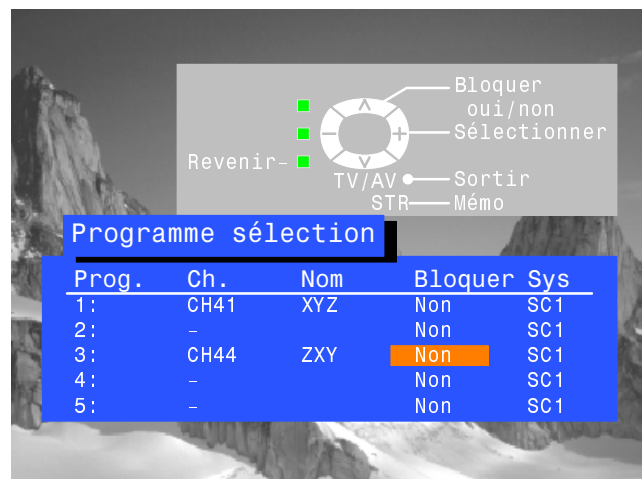 Bloquer
oui/non
Sélectionner
Revenir-
TV/AV Sortir
STR Mémo
Programme sélection
Prog. Ch. Nom Bloquer Sys
1: CH41 XYZ Non SC1
2: - Non SC1
3: CH44 ZXY Non SC1
4: - Non SC1
5: - Non SC1